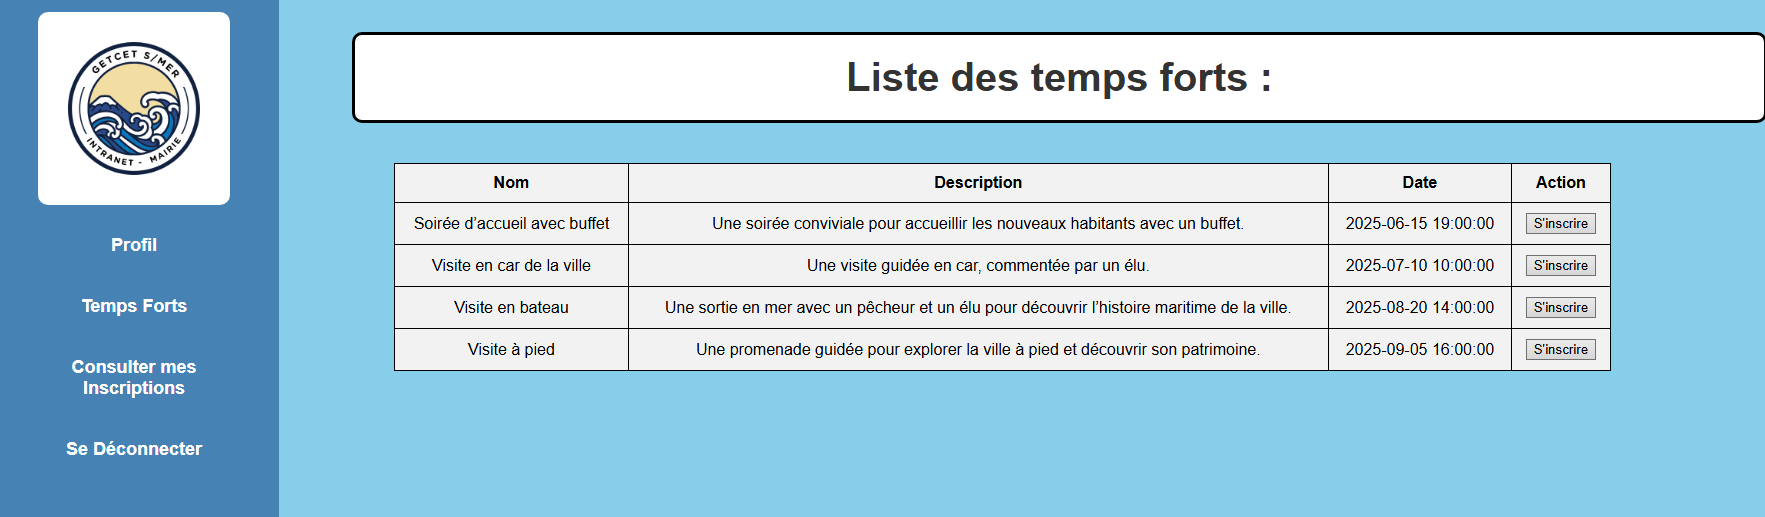 GETCET S/MER
INTRANET - MAIRIE
Profil
Temps Forts
Consulter mes
Inscriptions
Se Déconnecter
Liste des temps forts :
Nom Description Date Action
Soirée d’accueil avec buffet Une soirée conviviale pour accueillir les nouveaux habitants avec un buffet. 2025-06-15 19:00:00 S'inscrire
Visite en car de la ville Une visite guidée en car, commentée par un élu. 2025-07-10 10:00:00 S'inscrire
Visite en bateau Une sortie en mer avec un pêcheur et un élu pour découvrir l’histoire maritime de la ville. 2025-08-20 14:00:00 S'inscrire
Visite à pied Une promenade guidée pour explorer la ville à pied et découvrir son patrimoine. 2025-09-05 16:00:00 S'inscrire